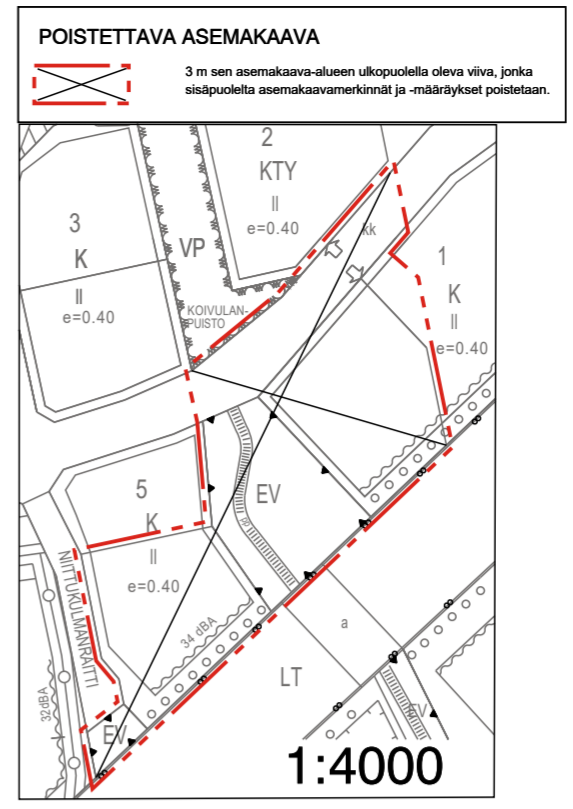 POISTETTAVA ASEMAKAAVA
3 m sen asemakaava-alueen ulkopuolella oleva viiva, jonka
sisäpuolelta asemakaavamerkinnät ja -määräykset poistetaan.
2
KTY
II
e=0.40
kk
3
K
II
e=0.40
VP
KOIVULAN-
PUISTO
1
K
II
e=0.40
5
K
II
e=0.40
EV
pp
NIITTUKULMANRAITTI
34 dBA
32dBA
a
LT
EV
EV
1:4000